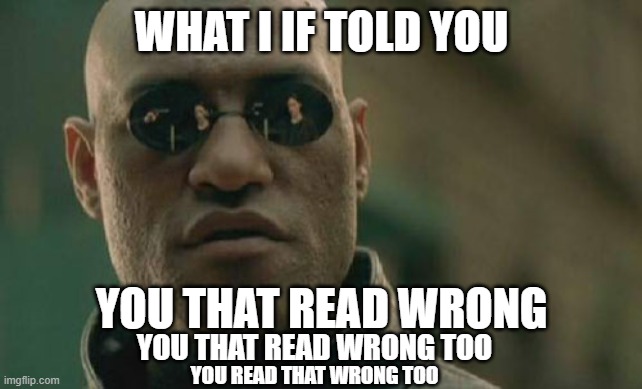 WHAT I IF TOLD YOU
YOU THAT READ WRONG
YOU THAT READ WRONG TOO
YOU READ THAT WRONG TOO
imgflip.com